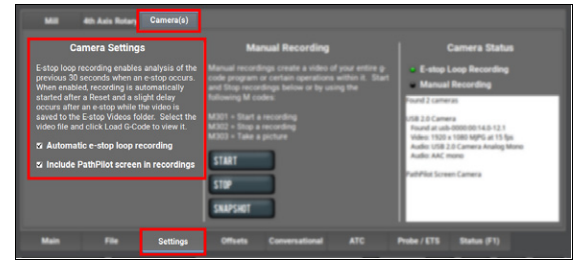 Mill 4th Axis Rotary Camera(s)
Camera Settings
E-stop loop recording enables analysis of the
previous 30 seconds when an e-stop occurs.
When enabled, recording is automatically
started after a Reset and a slight delay
occurs after an e-stop while the video is
saved to the E-stop Videos folder. Select the
video file and click Load G-Code to view it.
Automatic e-stop loop recording
Include PathPilot screen in recordings
Manual Recording
Manual recordings create a video of your entire g-
code program or certain operations within it. Start
and Stop recordings below or by using the
following M codes:
M301 = Start a recording
M302 = Stop a recording
M303 = Take a picture
START
STOP
SNAPSHOT
Camera Status
E-stop Loop Recording
Manual Recording
Found 2 cameras
USB 2.0 Camera
Found at usb-0000:00:14.0-12.1
Video: 1920 x 1080 MJPG at 15 fps
Audio: USB 2.0 Camera Analog Mono
Audio: AAC mono
PathPilot Screen Camera
Main File Settings Offsets Conversational ATC Probe / ETS Status (F1)